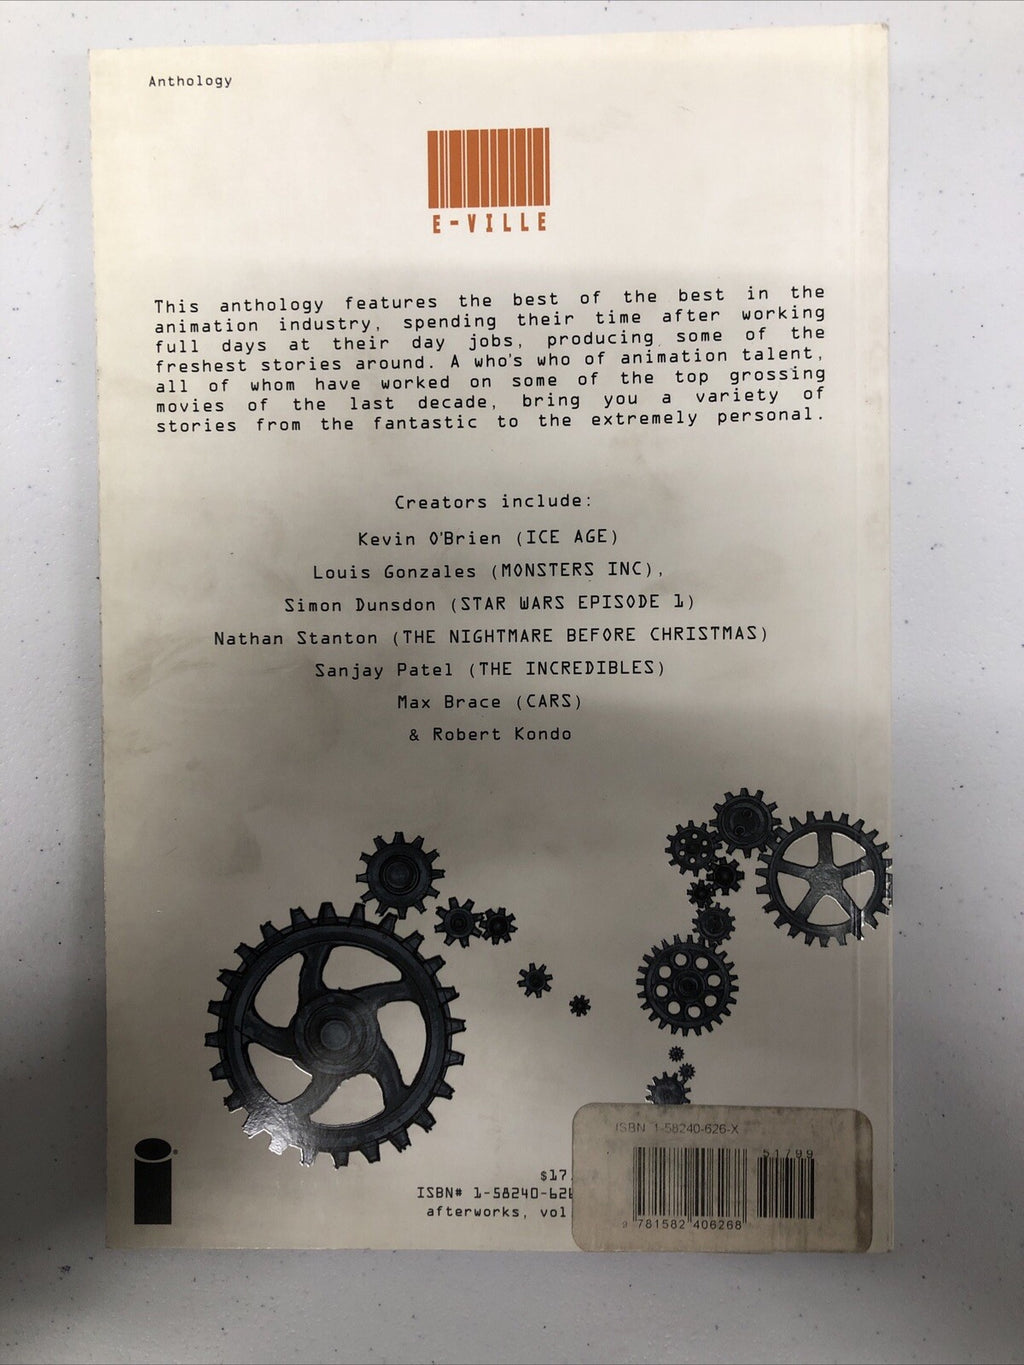 Anthology
E-VILLE
This anthology features the best of the best in the
animation industry, spending their time after working
full days at their day jobs, producing some of the
freshest stories around. A who's who of animation talent,
all of whom have worked on some of the top grossing
movies of the last decade, bring you a variety of
stories from the fantastic to the extremely personal.
Creators include:
Kevin O'Brien (ICE AGE)
Louis Gonzales (MONSTERS INC),
Simon Dunsdon (STAR WARS EPISODE 1)
Nathan Stanton (THE NIGHTMARE BEFORE CHRISTMAS)
Sanjay Patel (THE INCREDIBLES)
Max Brace (CARS)
& Robert Kondo
ISBN 1-58240-626-X
51799
$17.
ISBN# 1-58240-626
afterworks, vol
9 781582 406268